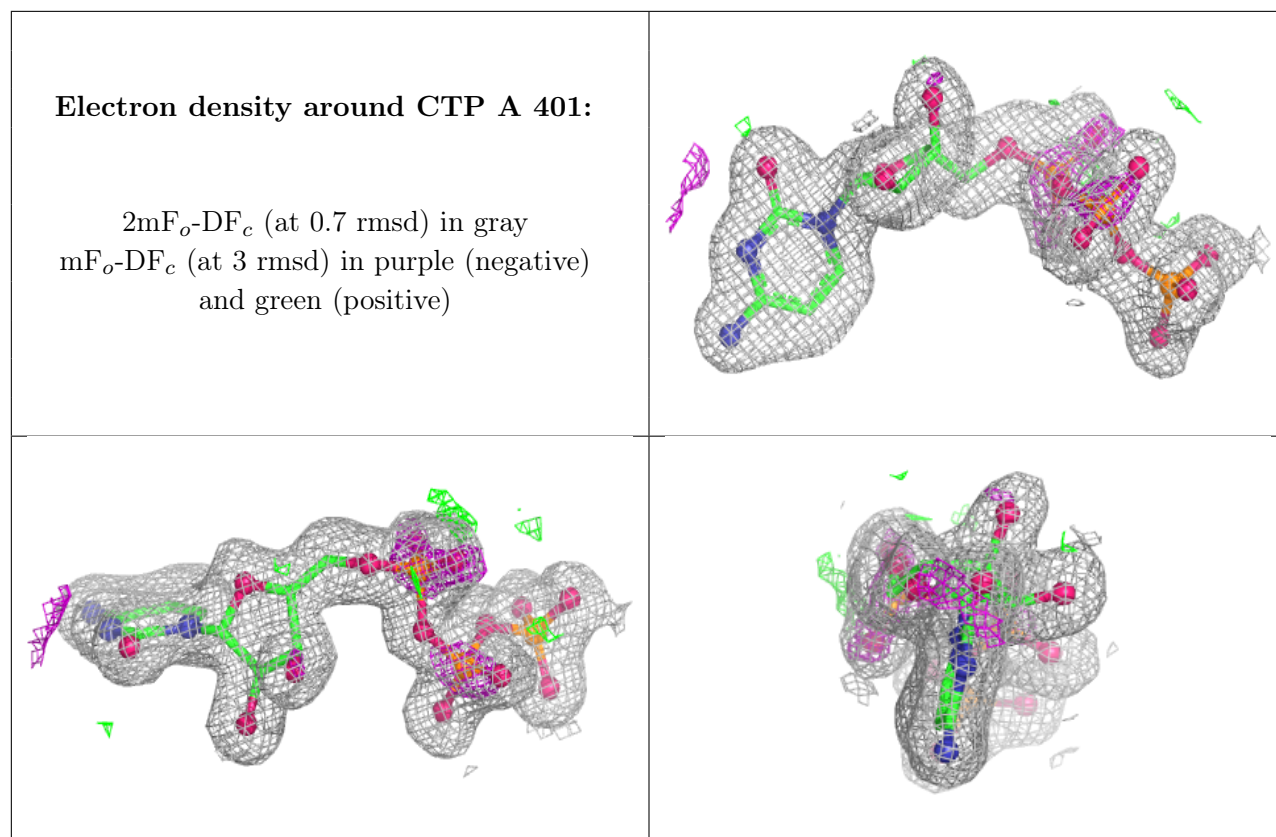 Electron density around CTP A 401:
2mFo-DFc (at 0.7 rmsd) in gray
mFo-DFc (at 3 rmsd) in purple (negative)
and green (positive)